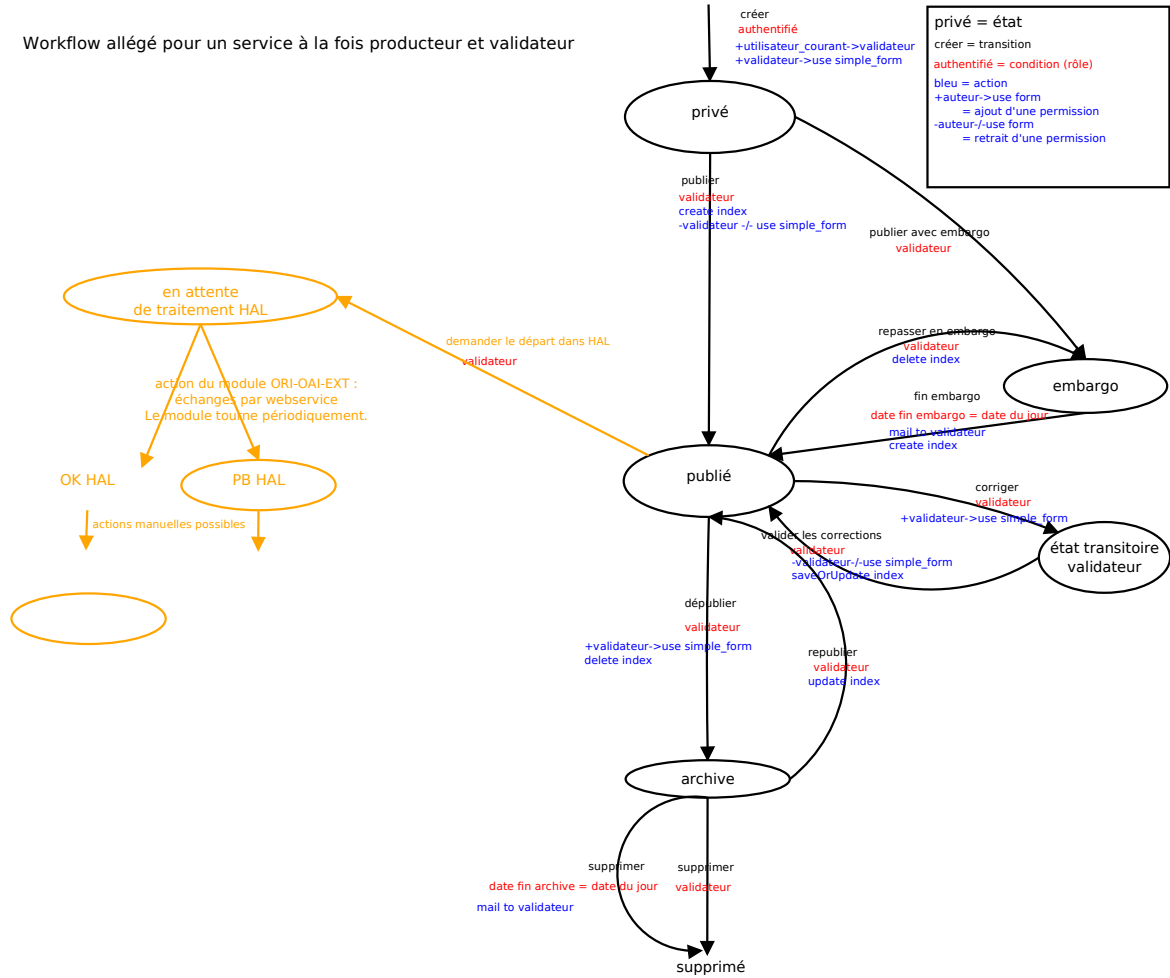 Workflow allégé pour un service à la fois producteur et validateur
créer
authentifié
+utilisateur_courant->validateur
+validateur->use simple_form
privé = état
créer = transition
authentifié = condition (rôle)
bleu = action
+auteur->use form
= ajout d'une permission
-auteur-/-use form
= retrait d'une permission
privé
publier
validateur
create index
-validateur -/- use simple_form
publier avec embargo
validateur
en attente
de traitement HAL
demander le départ dans HAL
validateur
repasser en embargo
validateur
delete index
embargo
action du module ORI-OAI-EXT :
échanges par webservice
Le module tourne périodiquement.
fin embargo
date fin embargo = date du jour
mail to validateur
create index
OK HAL
PB HAL
actions manuelles possibles
publié
corriger
validateur
+validateur->use simple_form
état transitoire
validateur
valider les corrections
validateur
-validateur-/-use simple_form
saveOrUpdate index
dépublier
validateur
+validateur->use simple_form
delete index
republier
validateur
update index
archive
supprimer
date fin archive = date du jour
mail to validateur
supprimer
validateur
supprimé